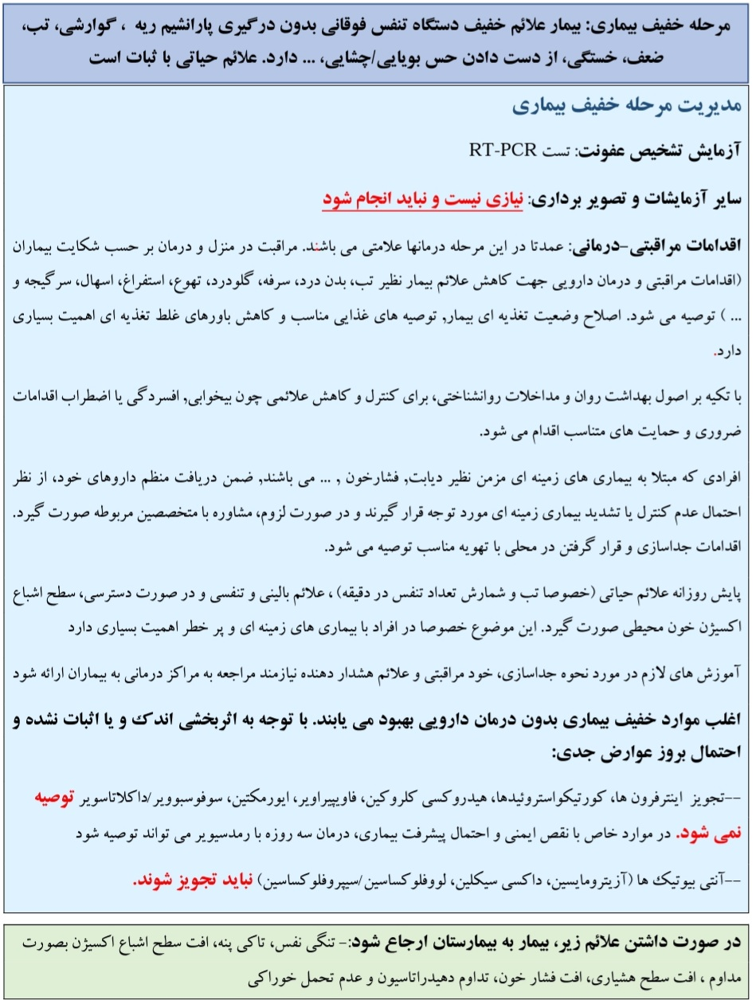 مرحله خفیف بیماری: بیمار علائم خفیف دستگاه تنفس فوقانی بدون درگیری پارانشیم ریه ، گوارشی، تب،
ضعف، خستگی، از دست دادن حس بویایی/چشایی، ... دارد. علائم حیاتی با ثبات است
مدیریت مرحله خفیف بیماری
آزمایش تشخیص عفونت: تست RT-PCR
سایر آزمایشات و تصویر برداری: نیازی نیست و نباید انجام شود
اقدامات مراقبتی-درمانی: عمدتا در این مرحله درمانها علامتی می باشند. مراقبت در منزل و درمان بر حسب شکایت بیماران
(اقدامات مراقبتی و درمان دارویی جهت کاهش علائم بیمار نظیر تب، بدن درد، سرفه، گلودرد، تهوع، استفراغ، اسهال، سرگیجه و
... ) توصیه می شود. اصلاح وضعیت تغذیه ای بیمار, توصیه های غذایی مناسب و کاهش باورهای غلط تغذیه ای اهمیت بسیاری
دارد.
با تکیه بر اصول بهداشت روان و مداخلات روانشناختی، برای کنترل و کاهش علائمی چون بیخوابی, افسردگی یا اضطراب اقدامات
ضروری و حمایت های متناسب اقدام می شود.
افرادی که مبتلا به بیماری های زمینه ای مزمن نظیر دیابت, فشارخون , ... می باشند, ضمن دریافت منظم داروهای خود، از نظر
احتمال عدم کنترل یا تشدید بیماری زمینه ای مورد توجه قرار گیرند و در صورت لزوم، مشاوره با متخصصین مربوطه صورت گیرد.
اقدامات جداسازی و قرار گرفتن در محلی با تهویه مناسب توصیه می شود.
پایش روزانه علائم حیاتی (خصوصا تب و شمارش تعداد تنفس در دقیقه) ، علائم بالینی و تنفسی و در صورت دسترسی، سطح اشباع
اکسیژن خون محیطی صورت گیرد. این موضوع خصوصا در افراد با بیماری های زمینه ای و پر خطر اهمیت بسیاری دارد
آموزش های لازم در مورد نحوه جداسازی، خود مراقبتی و علائم هشدار دهنده نیازمند مراجعه به مراکز درمانی به بیماران ارائه شود
اغلب موارد خفیف بیماری بدون درمان دارویی بهبود می یابند. با توجه به اثربخشی اندک و یا اثبات نشده و
احتمال بروز عوارض جدی:
--تجویز اینترفرون ها، کورتیکواستروئیدها، هیدروکسی کلروکین، فاویپیراویر، ایورمکتین، سوفوسبوویر/داکلاتاسویر توصیه
نمی شود. در موارد خاص با نقص ایمنی و احتمال پیشرفت بیماری، درمان سه روزه با رمدسیویر می تواند توصیه شود
--آنتی بیوتیک ها (آزیترومایسین، داکسی سیکلین، لووفلوکساسین/سیپروفلوکساسین) نباید تجویز شوند.
در صورت داشتن علائم زیر، بیمار به بیمارستان ارجاع شود:- تنگی نفس، تاکی پنه، افت سطح اشباع اکسیژن بصورت
مداوم ، افت سطح هشیاری، افت فشار خون، تداوم دهیدراتاسیون و عدم تحمل خوراکی